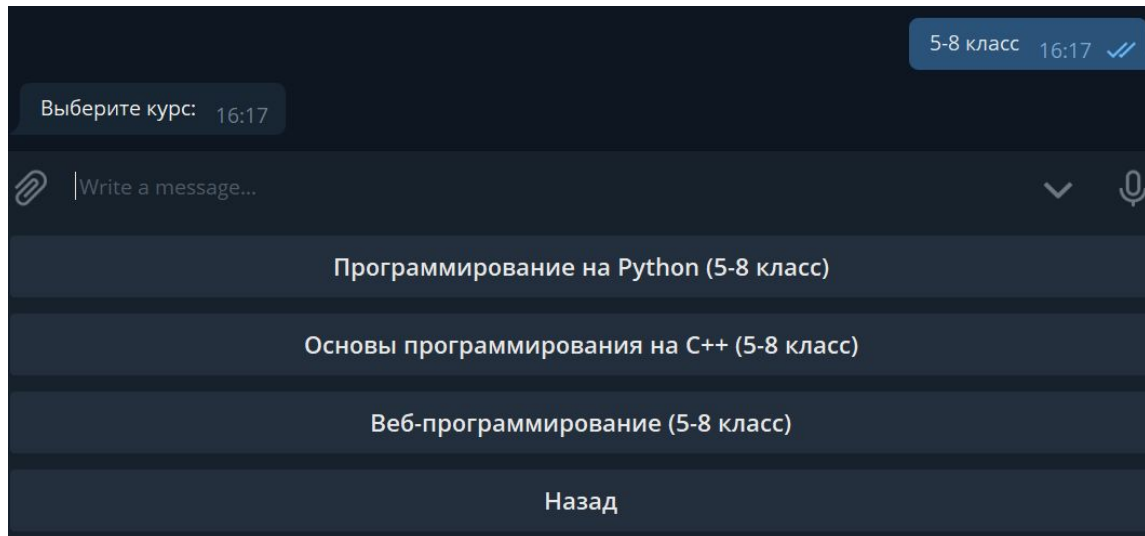 5-8 класс 16:17
Выберите курс: 16:17
Write a message...
Программирование на Python (5-8 класс)
Основы программирования на C++ (5-8 класс)
Веб-программирование (5-8 класс)
Назад